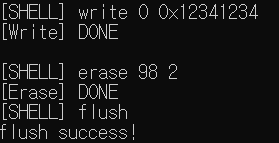 [SHELL] write 0 0x12341234
[Write] DONE
[SHELL] erase 98 2
[Erase] DONE
[SHELL] flush
flush success!